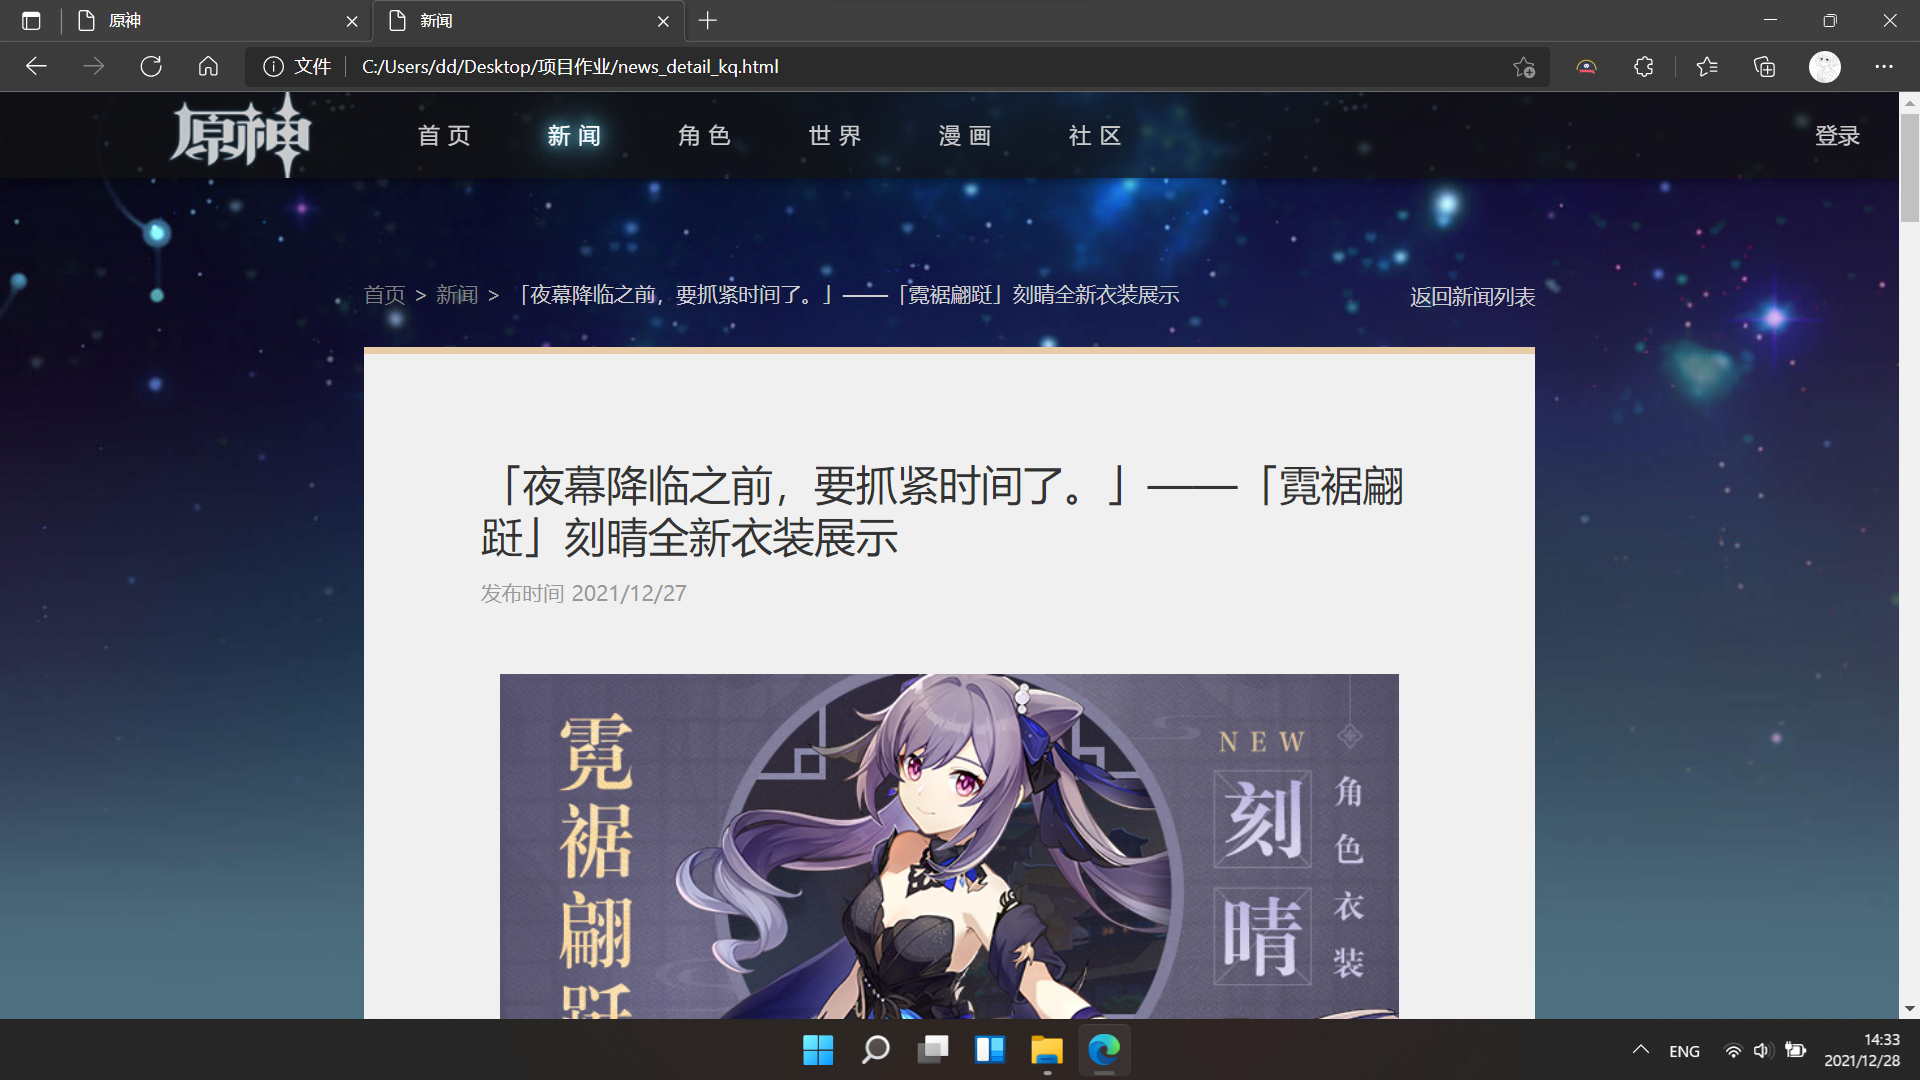 原神
新闻
文件
C:/Users/dd/Desktop/项目作业/news_detail_kq.html
原神
首页
新闻
角色
世界
漫画
社区
登录
首页 > 新闻 > 「夜幕降临之前，要抓紧时间了。」——「霓裾翩跹」刻晴全新衣装展示
返回新闻列表
「夜幕降临之前，要抓紧时间了。」——「霓裾翩
跹」刻晴全新衣装展示
发布时间 2021/12/27
霓裾翩跹
NEW
刻晴
角色衣装
ENG
14:33
2021/12/28